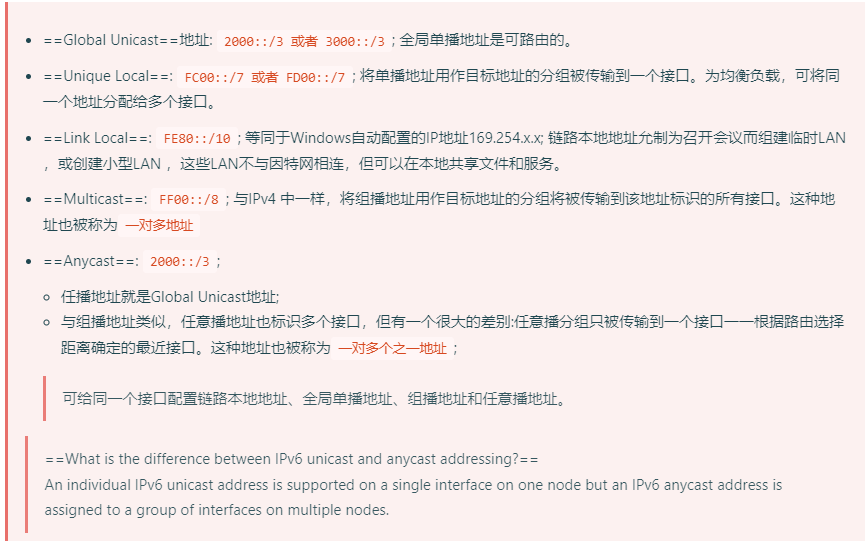 ==Global Unicast==地址: 2000::/3 或者 3000::/3 ; 全局单播地址是可路由的。
==Unique Local==: FC00::/7 或者 FD00::/7 ; 将单播地址用作目标地址的分组被传输到一个接口。为均衡负载，可将同
一个地址分配给多个接口。
==Link Local==: FE80::/10 ; 等同于Windows自动配置的IP地址169.254.x.x; 链路本地地址允制为召开会议而组建临时LAN
，或创建小型LAN ，这些LAN不与因特网相连，但可以在本地共享文件和服务。
==Multicast==: FF00::/8 ; 与IPv4 中一样，将组播地址用作目标地址的分组将被传输到该地址标识的所有接口。这种地
址也被称为 一对多地址
==Anycast==: 2000::/3 ;
任播地址就是Global Unicast地址;
与组播地址类似，任意播地址也标识多个接口，但有一个很大的差别:任意播分组只被传输到一个接口一一根据路由选择
距离确定的最近接口。这种地址也被称为 一对多个之一地址 ;
可给同一个接口配置链路本地地址、全局单播地址、组播地址和任意播地址。
==What is the difference between IPv6 unicast and anycast addressing?==
An individual IPv6 unicast address is supported on a single interface on one node but an IPv6 anycast address is
assigned to a group of interfaces on multiple nodes.